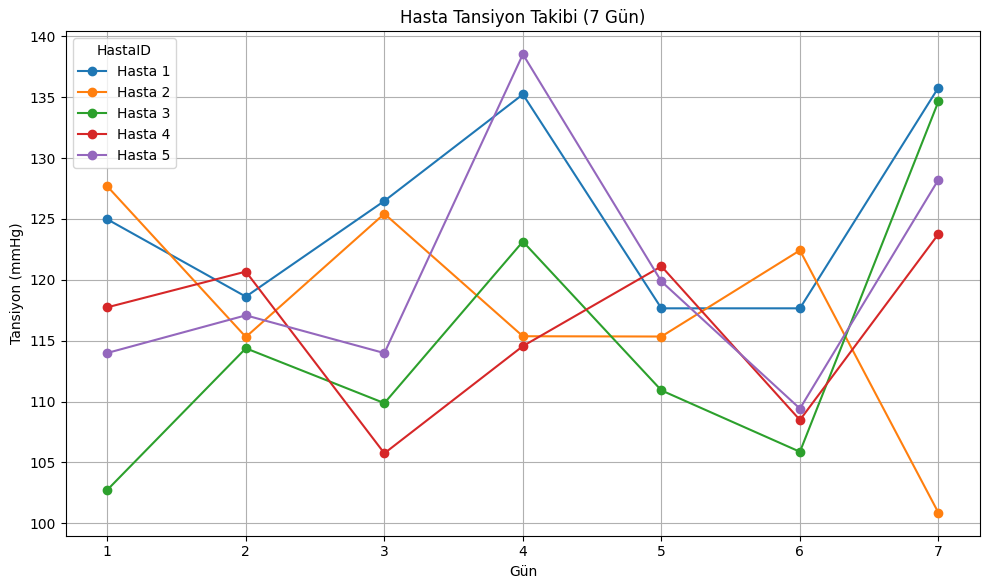 Hasta Tansiyon Takibi (7 Gün)
HastaID
Hasta 1
Hasta 2
Hasta 3
Hasta 4
Hasta 5
Tansiyon (mmHg)
140
135
130
125
120
115
110
105
100
1 2 3 4 5 6 7
Gün